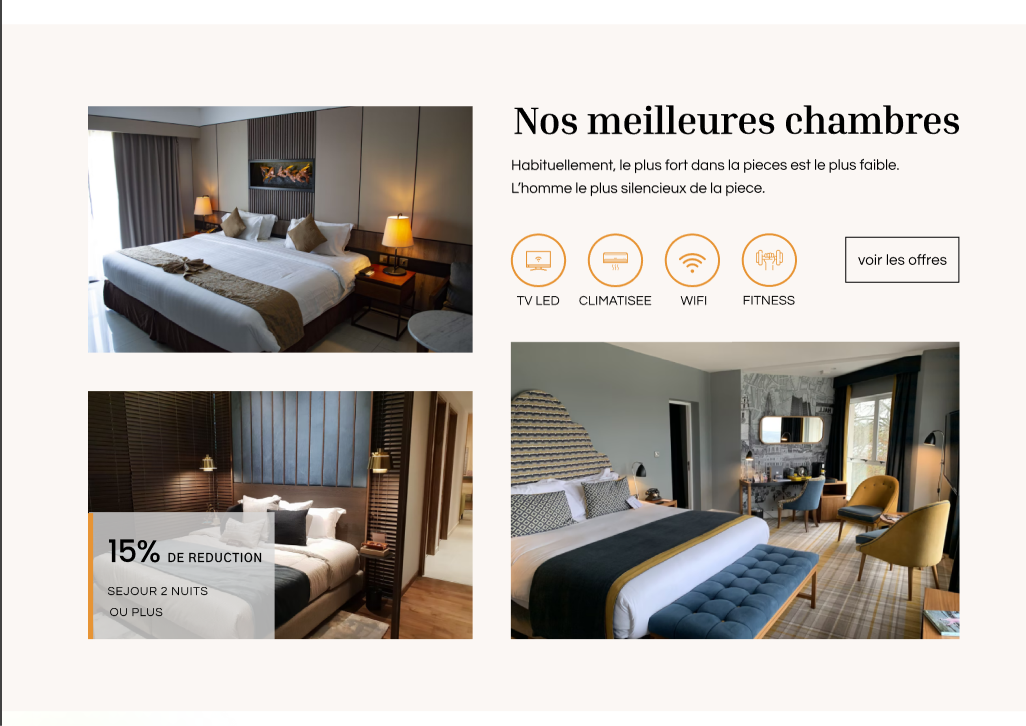 Nos meilleures chambres
Habituellement, le plus fort dans la pieces est le plus faible.
L'homme le plus silencieux de la piece.
TV LED
CLIMATISEE
WIFI
FITNESS
voir les offres
15% DE REDUCTION
SEJOUR 2 NUITS
OU PLUS